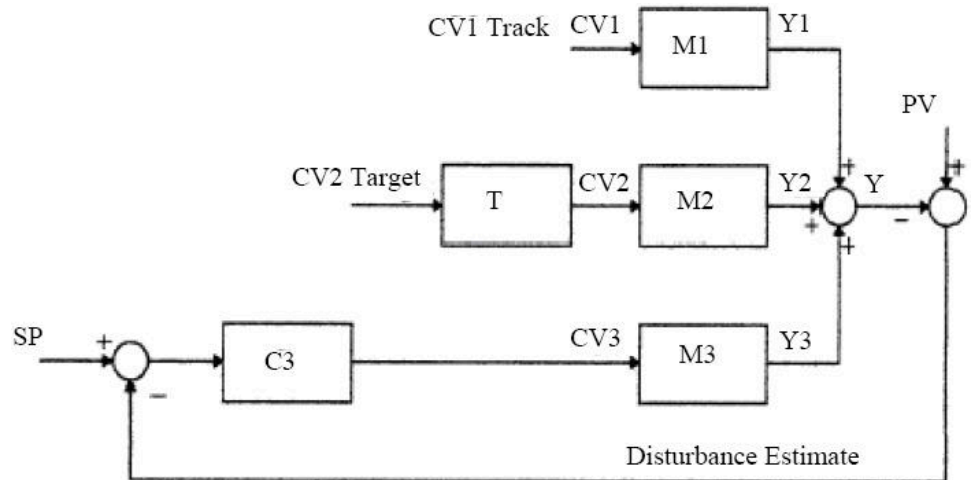 CV1 Track
CV1
M1
Y1
PV
+
+
CV2 Target
T
CV2
M2
Y2
Y
+
−
+
SP
+
C3
CV3
M3
Y3
−
Disturbance Estimate